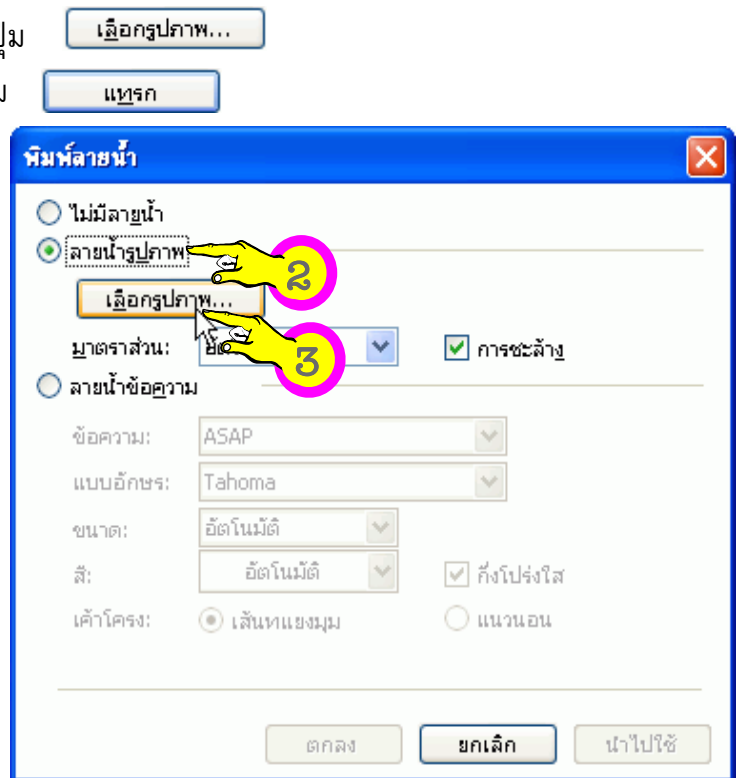 ปุ่ม เลือกรูปภาพ...
แทรก
พิมพ์ลายน้ำ
ไม่มีลายน้ำ
ลายน้ำรูปภาพ
2
เลือกรูปภาพ...
มาตราส่วน: 3 การชะล้าง
ลายน้ำข้อความ
ข้อความ: ASAP
แบบอักษร: Tahoma
ขนาด: อัตโนมัติ
สี: อัตโนมัติ กึ่งโปร่งใส
เค้าโครง: เส้นทแยงมุม แนวนอน
ตกลง ยกเลิก นำไปใช้